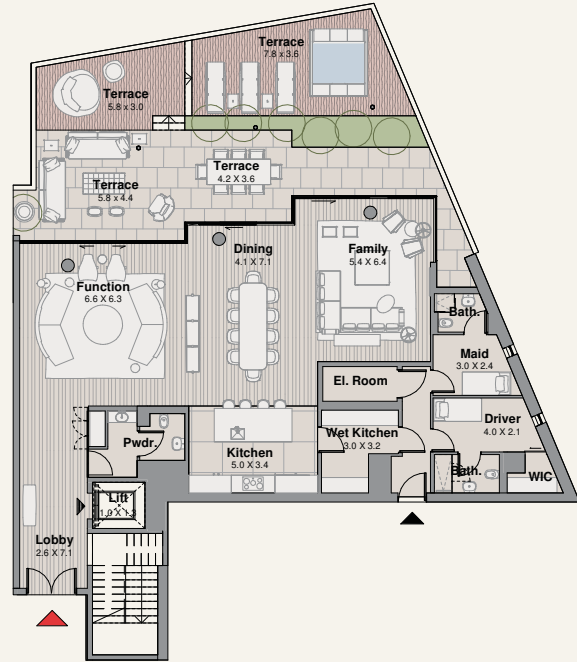 Terrace
7.8 x 3.6
Terrace
5.8 x 3.0
Terrace
4.2 X 3.6
Terrace
5.8 x 4.4
Dining
4.1 X 7.1
Family
5.4 X 6.4
Function
6.6 X 6.3
Bath.
Maid
3.0 X 2.4
El. Room
Driver
4.0 X 2.1
Wet Kitchen
3.0 X 3.2
Pwdr.
Kitchen
5.0 X 3.4
Bath.
WIC
Lift
Lobby
2.6 X 7.1